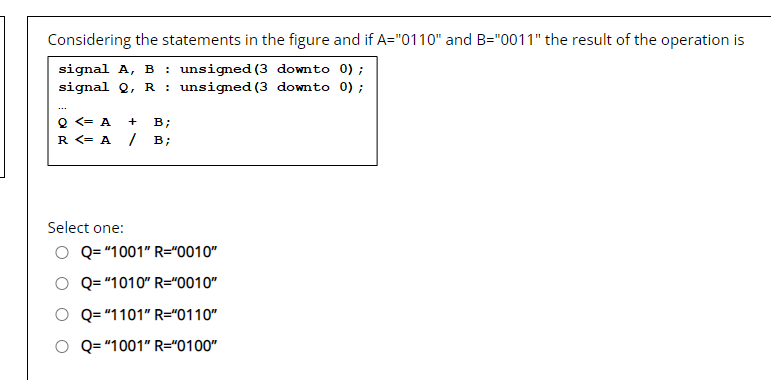 Considering the statements in the figure and if A="0110" and B="0011" the result of the operation is
signal A, B : unsigned(3 downto 0);
signal Q, R : unsigned(3 downto 0);
...
Q <= A + B;
R <= A / B;
Select one:
Q= “1001” R=“0010”
Q= “1010” R=“0010”
Q= “1101” R=“0110”
Q= “1001” R=“0100”